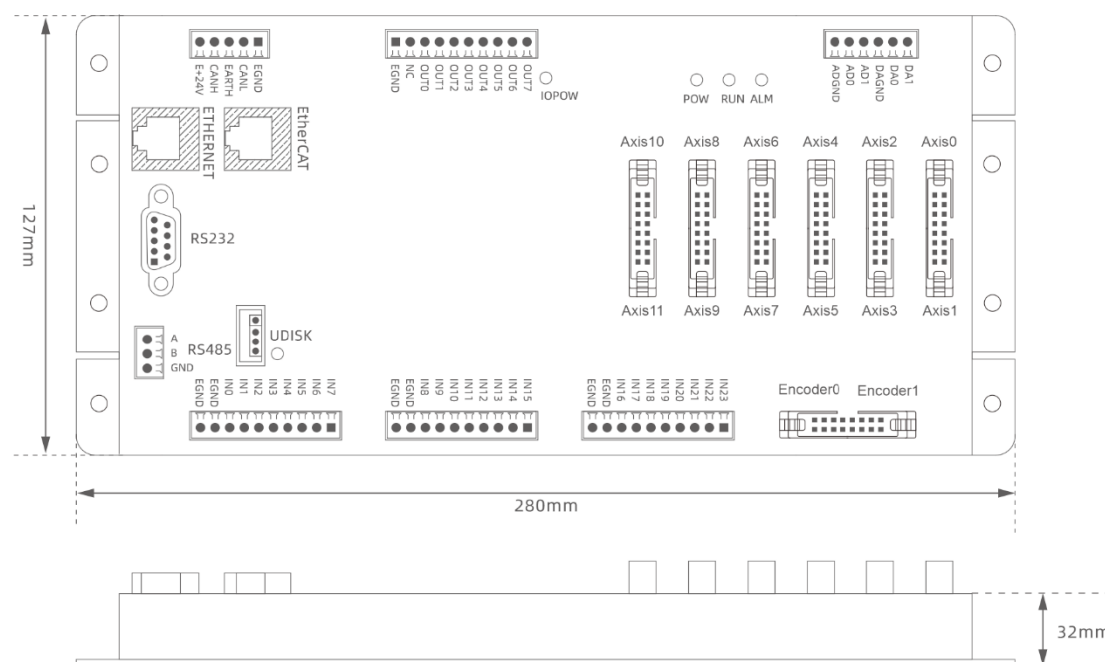 E+24V
CANH
EARTH
CANL
EGND
EGND
NC
OUT0
OUT1
OUT2
OUT3
OUT4
OUT5
OUT6
OUT7
IOPOW
POW RUN ALM
ADGND
AD0
AD1
DAGND
DA0
DA1
ETHERNET
EtherCAT
Axis10 Axis8 Axis6 Axis4 Axis2 Axis0
127mm
RS232
Axis11 Axis9 Axis7 Axis5 Axis3 Axis1
A
B
GND
RS485
UDISK
EGND
EGND
IN0
IN1
IN2
IN3
IN4
IN5
IN6
IN7
EGND
EGND
IN8
IN9
IN10
IN11
IN12
IN13
IN14
IN15
EGND
EGND
IN16
IN17
IN18
IN19
IN20
IN21
IN22
IN23
Encoder0 Encoder1
280mm
32mm